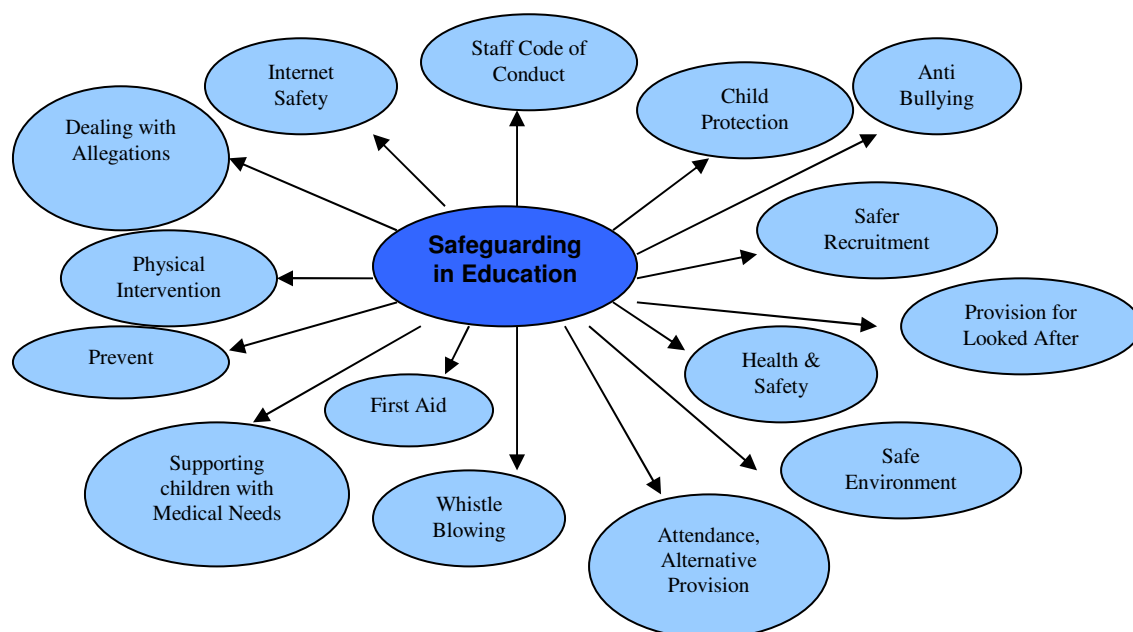 Staff Code of
Conduct
Internet
Safety
Anti
Bullying
Child
Protection
Dealing with
Allegations
Safer
Recruitment
Safeguarding
in Education
Physical
Intervention
Provision for
Looked After
Prevent
Health &
Safety
First Aid
Safe
Environment
Supporting
children with
Medical Needs
Whistle
Blowing
Attendance,
Alternative
Provision